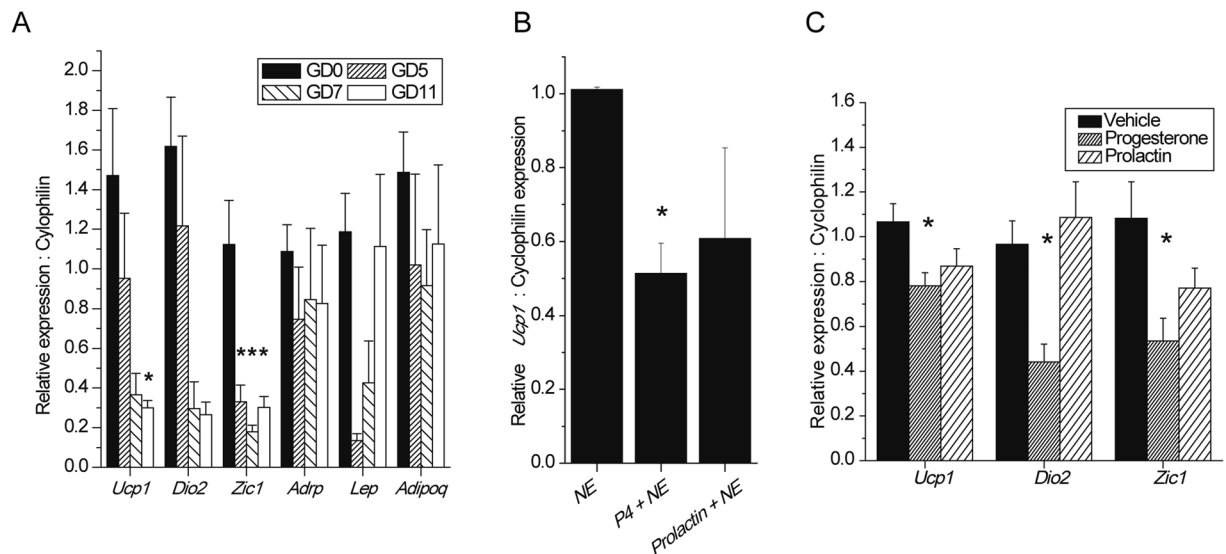 A
Relative expression : Cylophilin
2.0
1.8
1.6
1.4
1.2
1.0
0.8
0.6
0.4
0.2
0.0
GD0 GD5
GD7 GD11
*
***
Ucp1 Dio2 Zic1 Adrp Lep Adipoq
B
Relative Ucp1 : Cyclophilin expression
1.0
0.8
0.6
0.4
0.2
0.0
*
NE P4 + NE Prolactin + NE
C
Relative expression : Cyclophilin
1.6
1.4
1.2
1.0
0.8
0.6
0.4
0.2
0.0
Vehicle
Progesterone
Prolactin
* * *
Ucp1 Dio2 Zic1